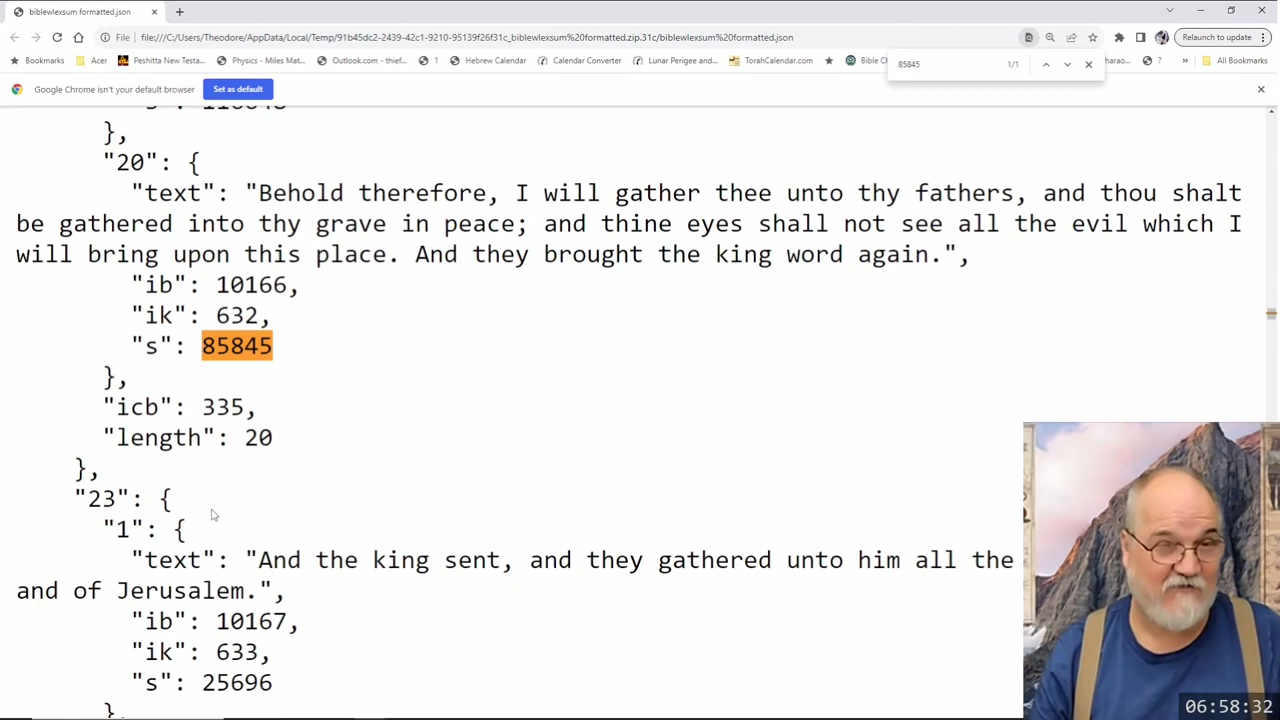 biblewlexsum formatted.json
File
file:///C:/Users/Theodore/AppData/Local/Temp/91b45dc2-2439-42c1-9210-95139f26f31c_biblewlexsum%20formatted.zip.31c/biblewlexsum%20formatted.json
Relaunch to update
Bookmarks Acer Peshitta New Testa... Physics - Miles Mat... Outlook.com - thief... 1 Hebrew Calendar Calendar Converter Lunar Perigee and... TorahCalendar.com Bible Ch harao... ? All Bookmarks
85845 1/1
Google Chrome isn't your default browser Set as default
},
"20": {
"text": "Behold therefore, I will gather thee unto thy fathers, and thou shalt
be gathered into thy grave in peace; and thine eyes shall not see all the evil which I
will bring upon this place. And they brought the king word again.",
"ib": 10166,
"ik": 632,
"s": 85845
},
"icb": 335,
"length": 20
},
"23": {
"1": {
"text": "And the king sent, and they gathered unto him all the
and of Jerusalem.",
"ib": 10167,
"ik": 633,
"s": 25696
},
06:58:32